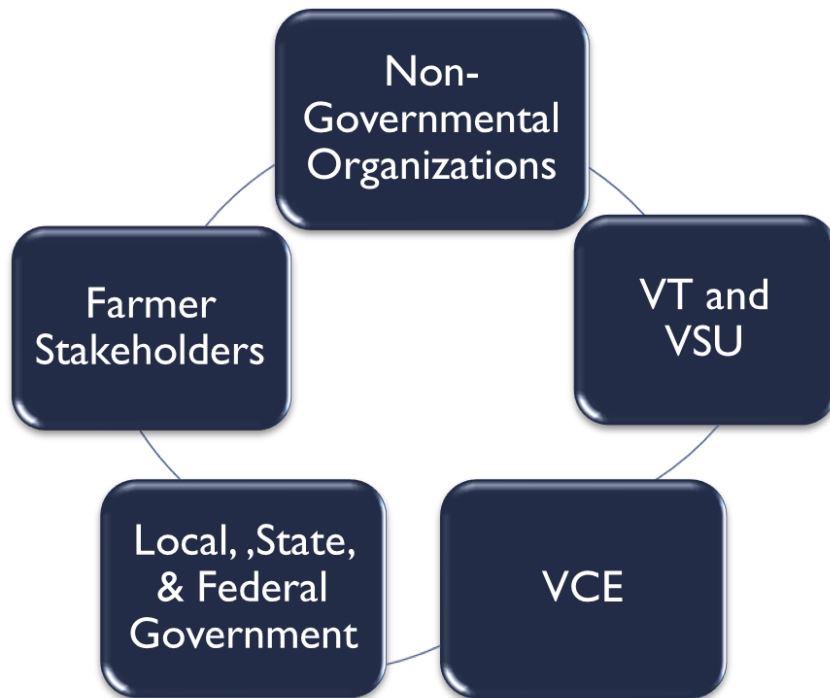 Non-
Governmental
Organizations
VT and
VSU
VCE
Local, ,State,
& Federal
Government
Farmer
Stakeholders